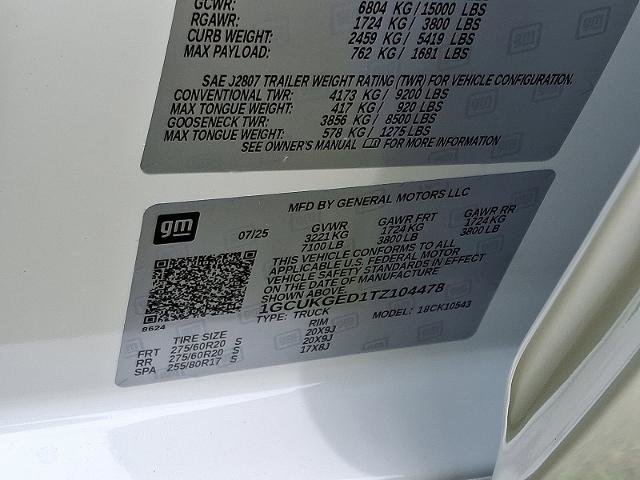 GCWR: 6804 KG / 15000 LBS
RGAWR: 1724 KG / 3800 LBS
CURB WEIGHT: 2459 KG / 5419 LBS
MAX PAYLOAD: 762 KG / 1681 LBS
SAE J2807 TRAILER WEIGHT RATING (TWR) FOR VEHICLE CONFIGURATION.
CONVENTIONAL TWR: 4173 KG / 9200 LBS
MAX TONGUE WEIGHT: 417 KG / 920 LBS
GOOSENECK TWR: 3856 KG / 8500 LBS
MAX TONGUE WEIGHT: 578 KG / 1275 LBS
SEE OWNER'S MANUAL FOR MORE INFORMATION
MFD BY GENERAL MOTORS LLC
gm
07/25 GVWR GAWR FRT GAWR RR
3221 KG 1724 KG 1724 KG
7100 LB 3800 LB 3800 LB
THIS VEHICLE CONFORMS TO ALL
APPLICABLE U.S. FEDERAL MOTOR
VEHICLE SAFETY STANDARDS IN EFFECT
ON THE DATE OF MANUFACTURE
SHOWN ABOVE.
1GCUKGED1TZ104478
TYPE: TRUCK MODEL: 18CK10543
8624
TIRE SIZE RIM
FRT 275/60R20 S 20X9J
RR 275/60R20 S 20X9J
SPA 255/80R17 S 17X8J